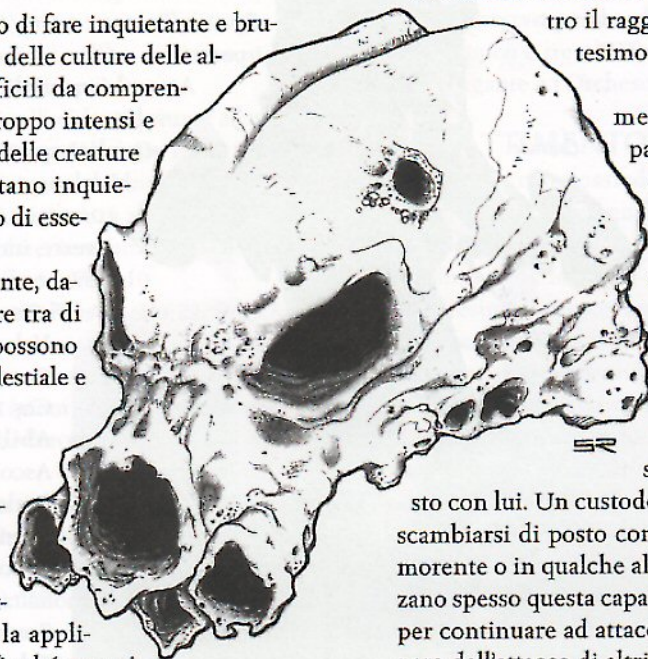 o di fare inquietante e bru-
delle culture delle al-
ficili da compren-
roppo intensi e
delle creature
tano inquie-
o di esse-
nte, da-
re tra di
possono
lestiale e
la appli-
tro il ragg
tesimo
me
pa
SR
s
sto con lui. Un custode
scambiarsi di posto con
morente o in qualche al
zano spesso questa capa
per continuare ad attacc